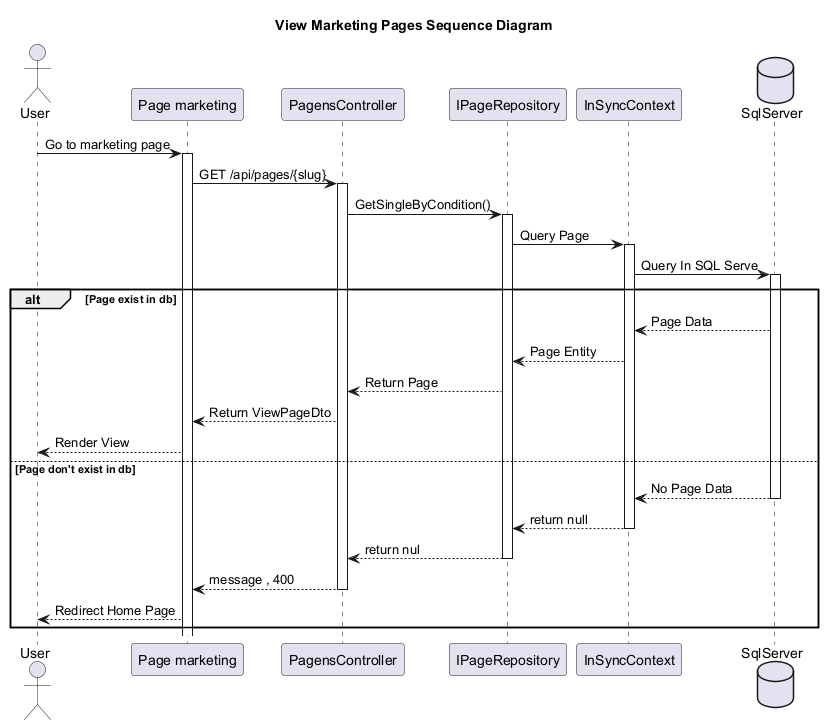 View Marketing Pages Sequence Diagram
User
Page marketing
PagensController
IPageRepository
InSyncContext
SqlServer
Go to marketing page
GET /api/pages/{slug}
GetSingleByCondition()
Query Page
Query In SQL Serve
alt
[Page exist in db]
Page Data
Page Entity
Return Page
Return ViewPageDto
Render View
[Page don't exist in db]
No Page Data
return null
return nul
message , 400
Redirect Home Page
User
Page marketing
PagensController
IPageRepository
InSyncContext
SqlServer